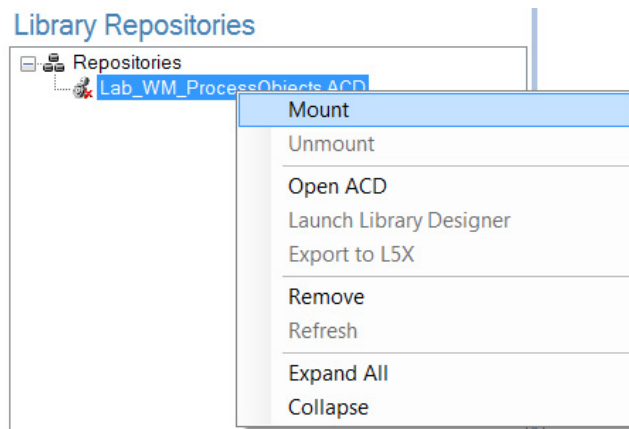 Library Repositories
Repositories
Lab_WM_ProcessObjects.ACD
Mount
Unmount
Open ACD
Launch Library Designer
Export to L5X
Remove
Refresh
Expand All
Collapse